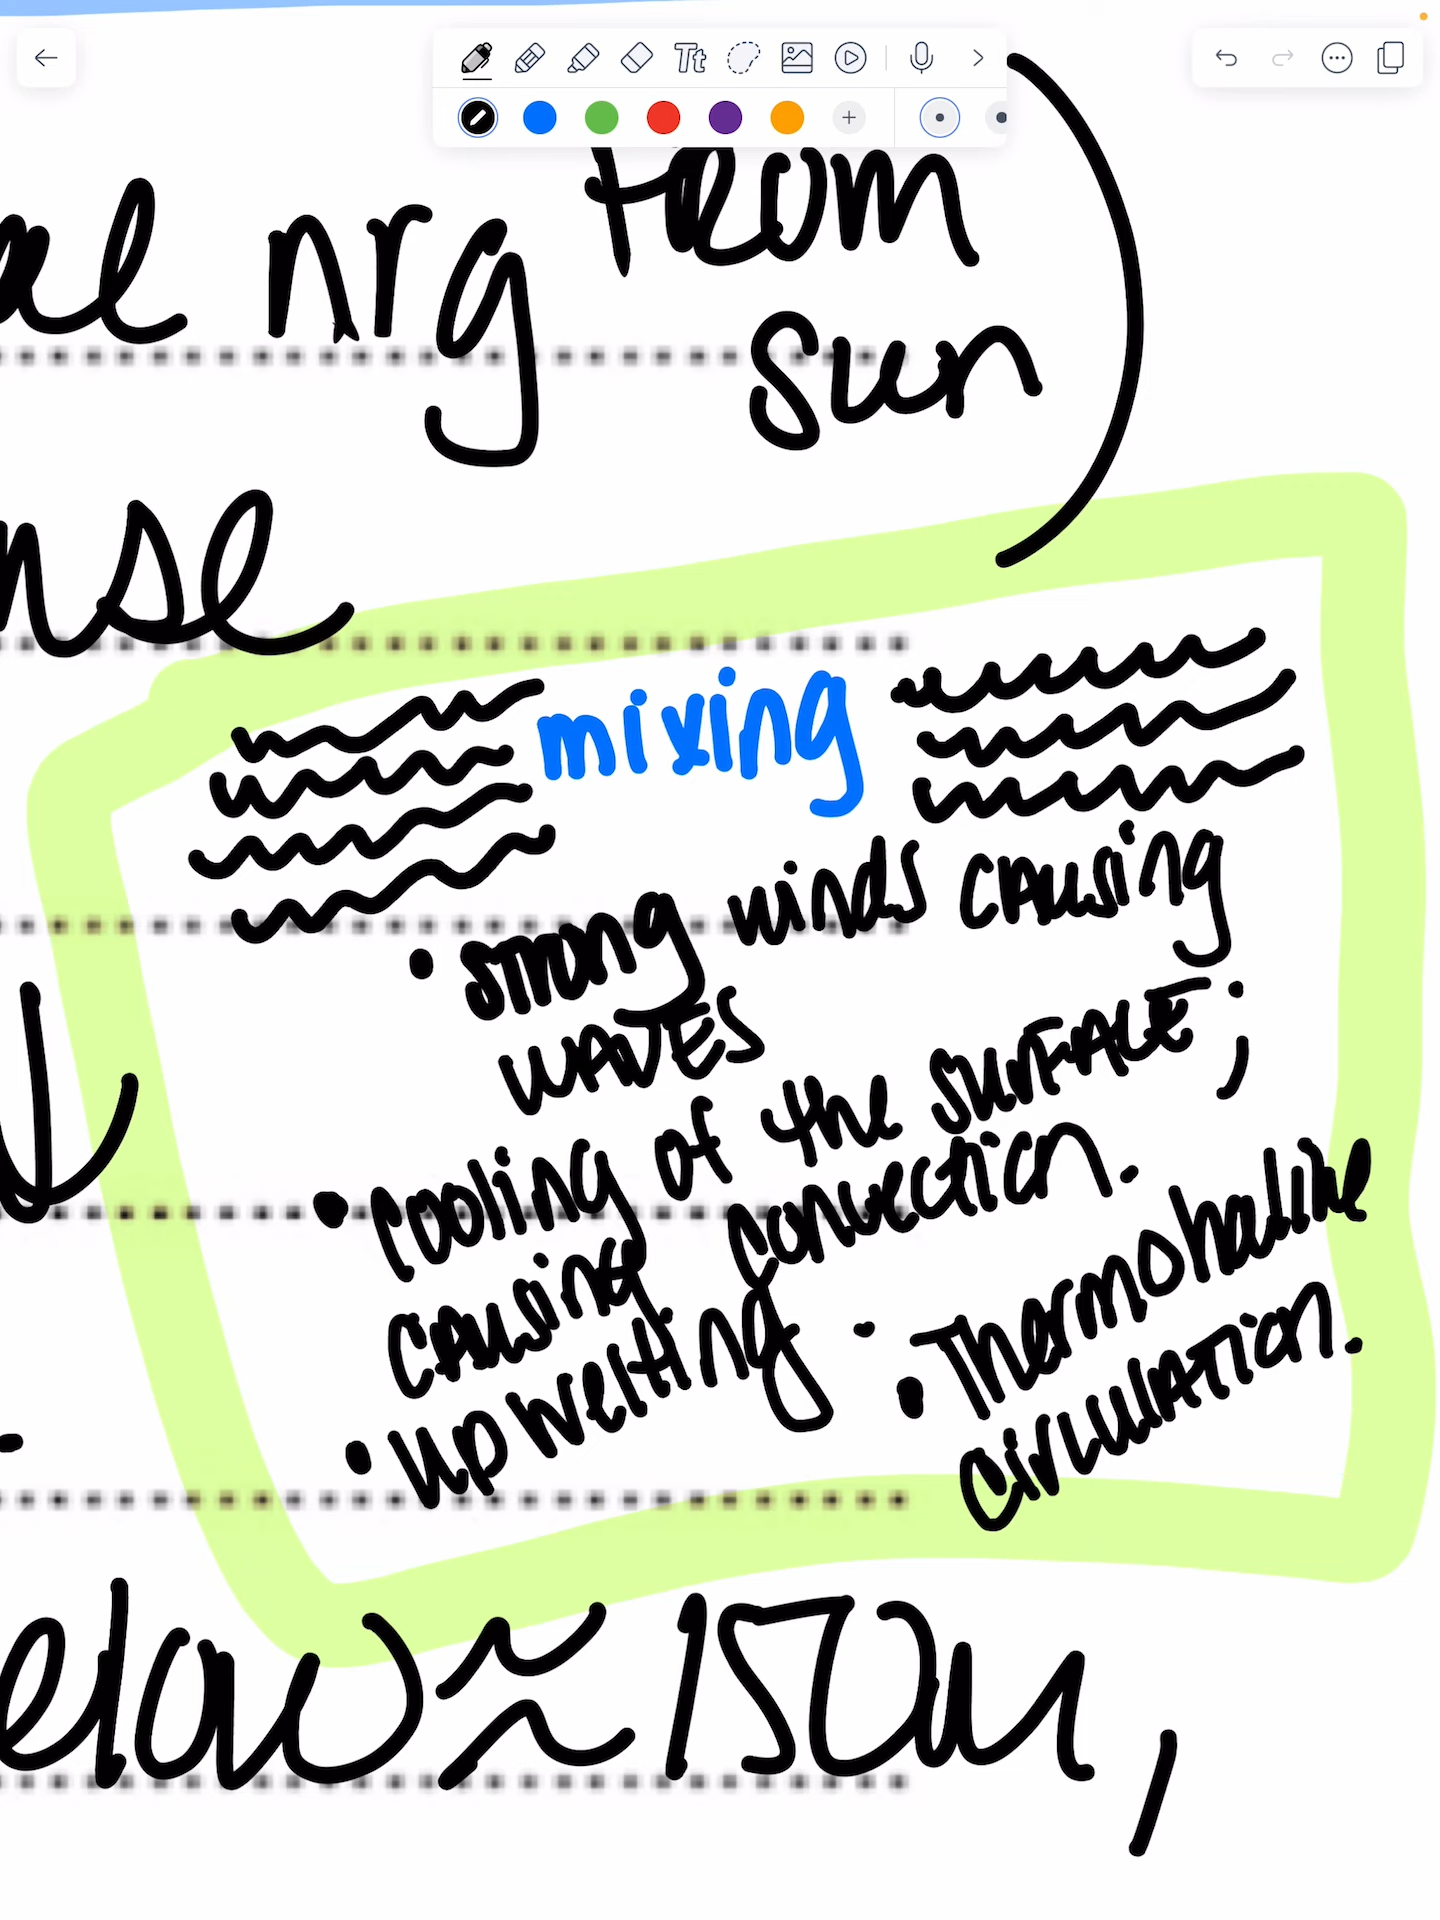 Tt
nrg from
sun
mixing
• strong winds causing
waves
• cooling of the surface;
causing convection.
• upwelling. • Thermohaline
circulation.
elow ≈ 150m,